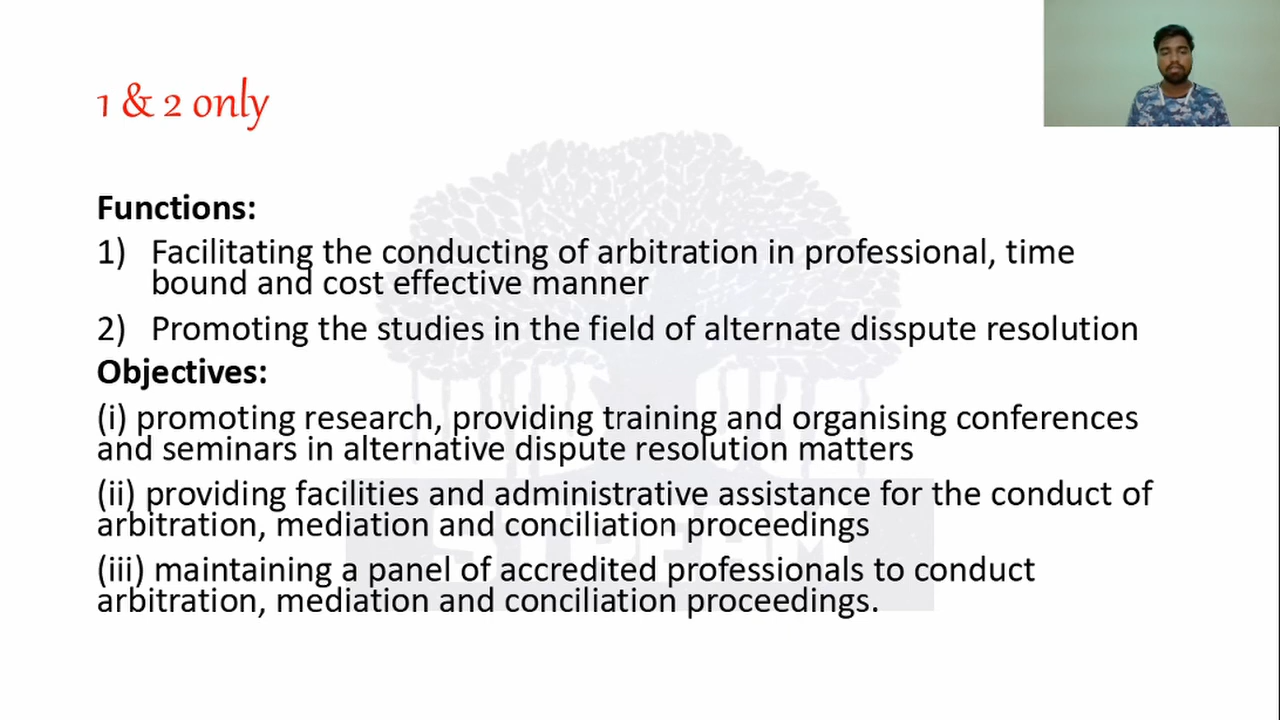 1 & 2 only
Functions:
1) Facilitating the conducting of arbitration in professional, time
bound and cost effective manner
2) Promoting the studies in the field of alternate disspute resolution
Objectives:
(i) promoting research, providing training and organising conferences
and seminars in alternative dispute resolution matters
(ii) providing facilities and administrative assistance for the conduct of
arbitration, mediation and conciliation proceedings
(iii) maintaining a panel of accredited professionals to conduct
arbitration, mediation and conciliation proceedings.